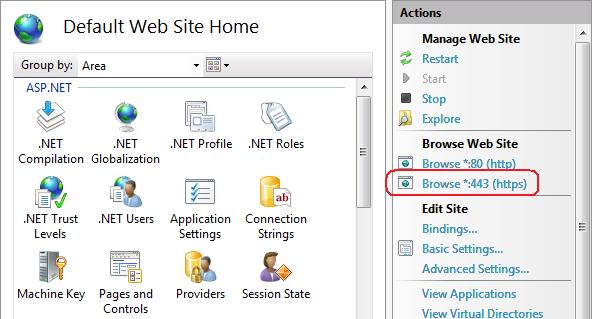 Default Web Site Home
Group by: Area
ASP.NET
.NET Compilation
.NET Globalization
.NET Profile
.NET Roles
.NET Trust Levels
.NET Users
Application Settings
Connection Strings
Machine Key
Pages and Controls
Providers
Session State
Actions
Manage Web Site
Restart
Start
Stop
Explore
Browse Web Site
Browse *:80 (http)
Browse *:443 (https)
Edit Site
Bindings...
Basic Settings...
Advanced Settings...
View Applications
View Virtual Directories